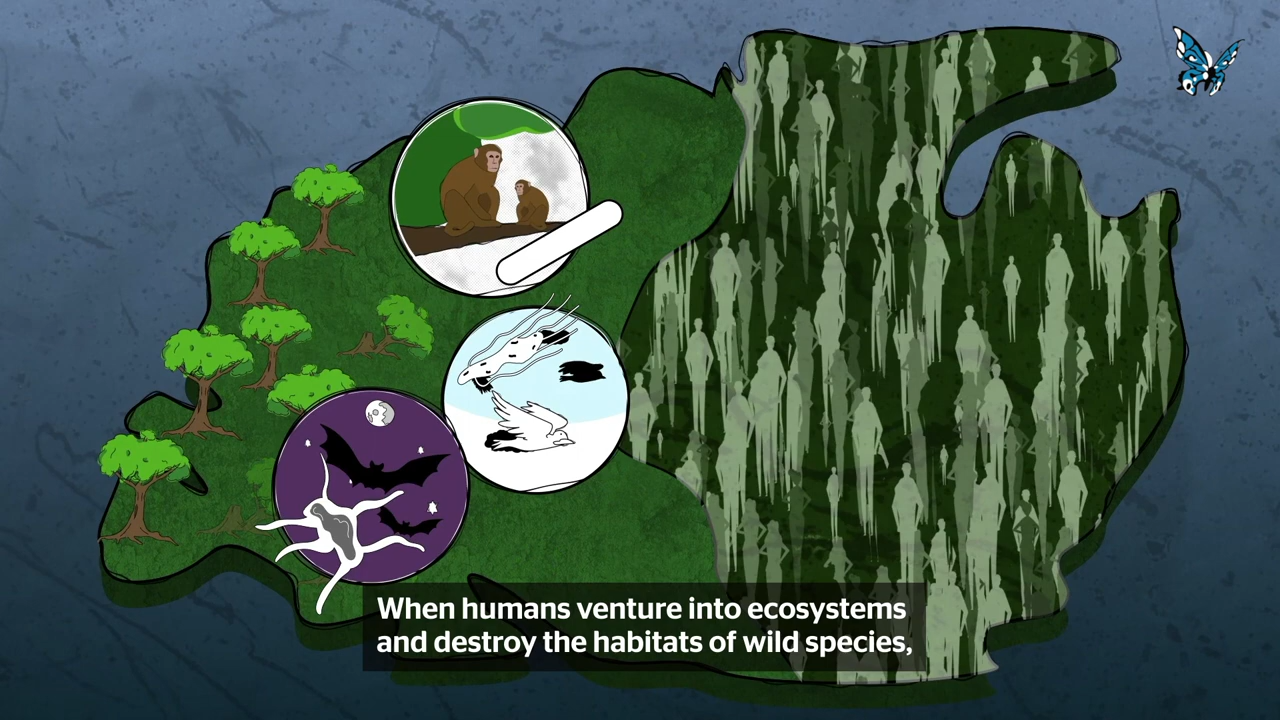 When humans venture into ecosystems
and destroy the habitats of wild species,